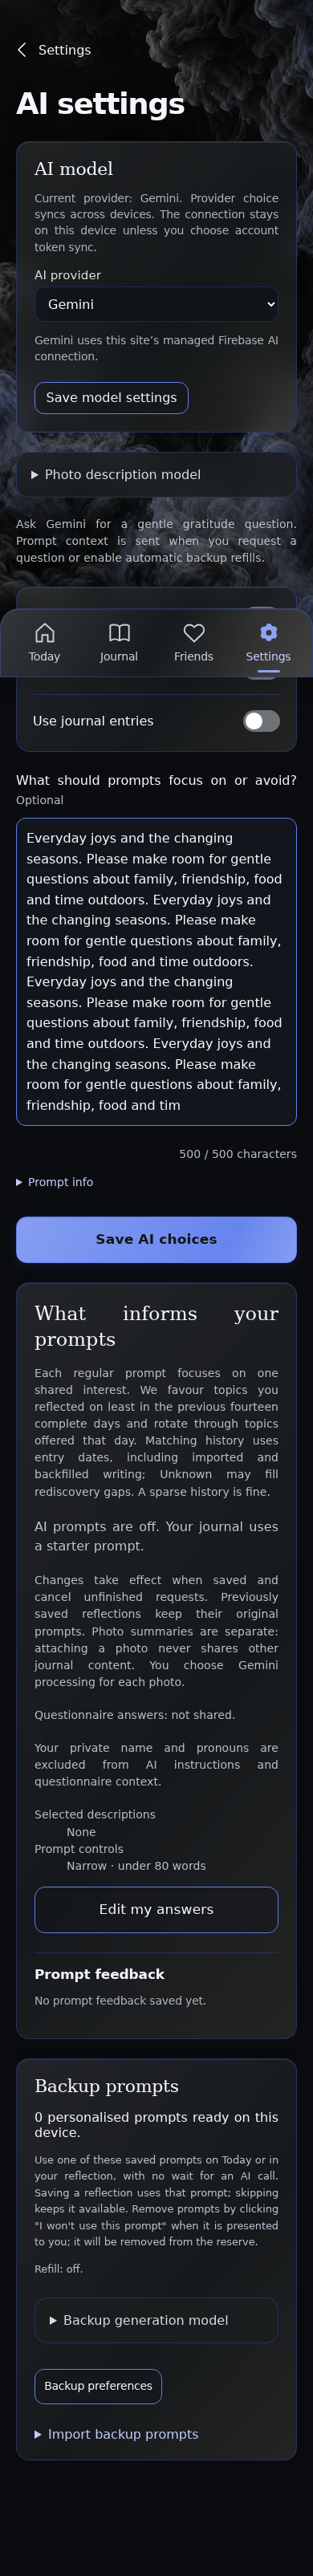 Settings
AI settings
AI model
Current provider: Gemini. Provider choice
syncs across devices. The connection stays
on this device unless you choose account
token sync.
AI provider
Gemini
Gemini uses this site’s managed Firebase AI
connection.
Save model settings
Photo description model
Ask Gemini for a gentle gratitude question.
Prompt context is sent when you request a
question or enable automatic backup refills.
Today
Journal
Friends
Settings
Use journal entries
What should prompts focus on or avoid?
Optional
Everyday joys and the changing
seasons. Please make room for gentle
questions about family, friendship, food
and time outdoors. Everyday joys and
the changing seasons. Please make
room for gentle questions about family,
friendship, food and time outdoors.
Everyday joys and the changing
seasons. Please make room for gentle
questions about family, friendship, food
and time outdoors. Everyday joys and
the changing seasons. Please make
room for gentle questions about family,
friendship, food and tim
500 / 500 characters
Prompt info
Save AI choices
What informs your
prompts
Each regular prompt focuses on one
shared interest. We favour topics you
reflected on least in the previous fourteen
complete days and rotate through topics
offered that day. Matching history uses
entry dates, including imported and
backfilled writing; Unknown may fill
rediscovery gaps. A sparse history is fine.
AI prompts are off. Your journal uses
a starter prompt.
Changes take effect when saved and
cancel unfinished requests. Previously
saved reflections keep their original
prompts. Photo summaries are separate:
attaching a photo never shares other
journal content. You choose Gemini
processing for each photo.
Questionnaire answers: not shared.
Your private name and pronouns are
excluded from AI instructions and
questionnaire context.
Selected descriptions
None
Prompt controls
Narrow · under 80 words
Edit my answers
Prompt feedback
No prompt feedback saved yet.
Backup prompts
0 personalised prompts ready on this
device.
Use one of these saved prompts on Today or in
your reflection, with no wait for an AI call.
Saving a reflection uses that prompt; skipping
keeps it available. Remove prompts by clicking
"I won't use this prompt" when it is presented
to you; it will be removed from the reserve.
Refill: off.
Backup generation model
Backup preferences
Import backup prompts